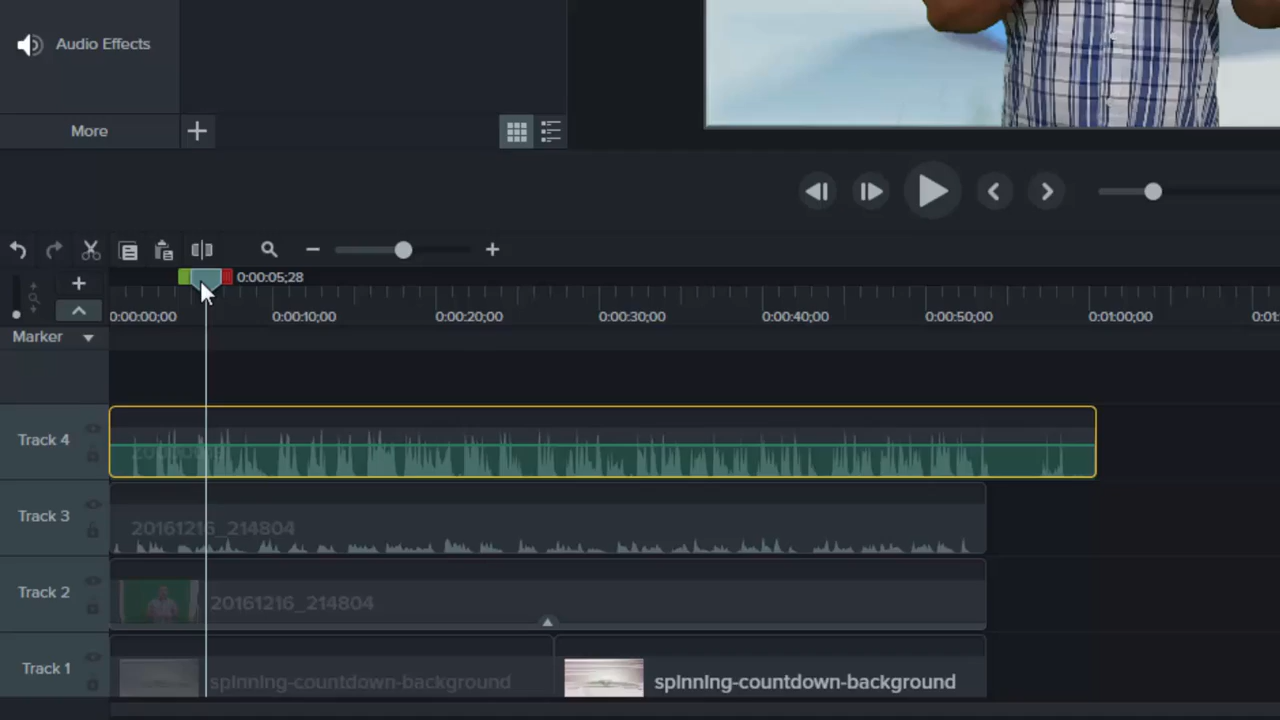 Audio Effects
More
0:00:05;28
0:00:00;00
0:00:10;00
0:00:20;00
0:00:30;00
0:00:40;00
0:00:50;00
0:01:00;00
Marker
Track 4
Track 3
20161216_214804
Track 2
20161216_214804
Track 1
spinning-countdown-background
spinning-countdown-background